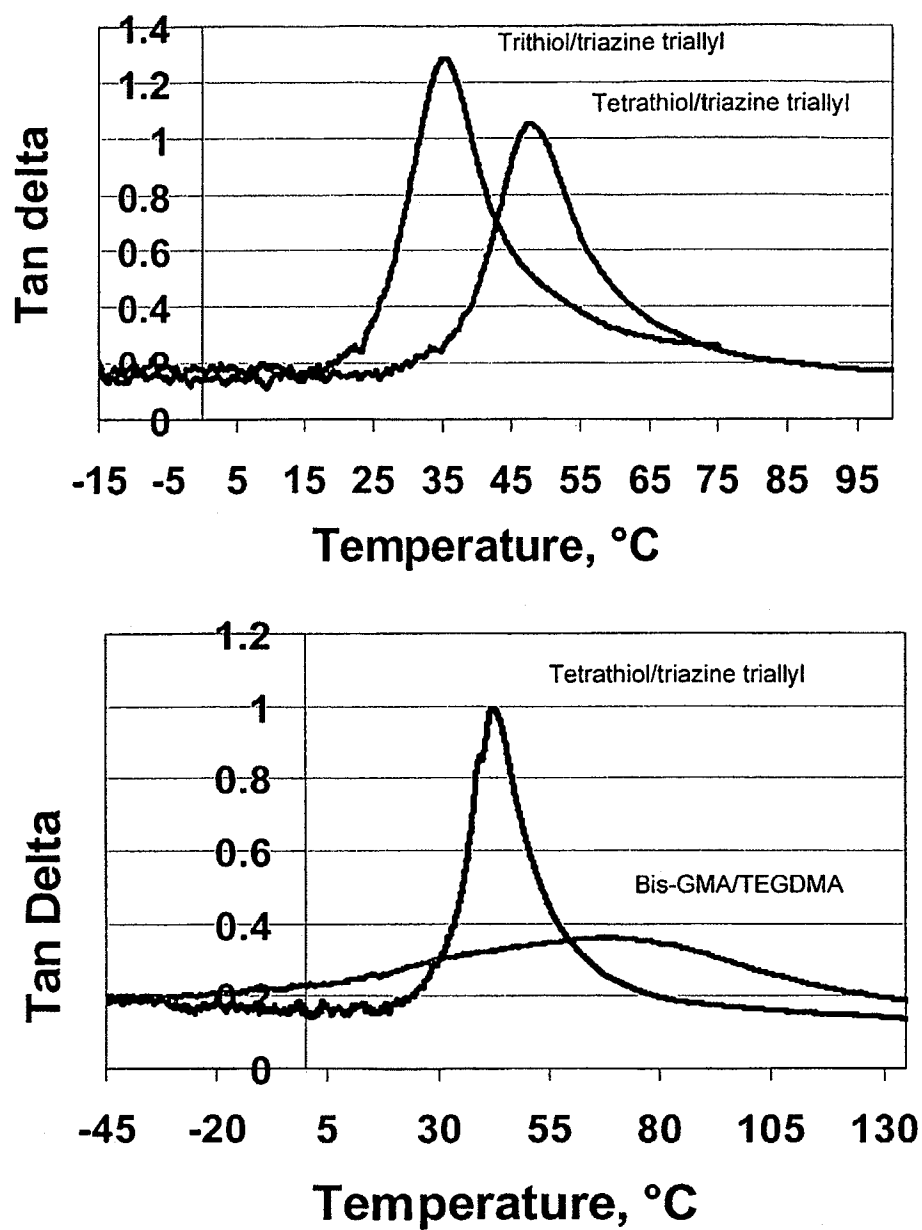 1.4
Trithiol/triazine triallyl
1.2
Tetrathiol/triazine triallyl
1
0.8
0.6
0.4
0.2
0
Tan delta
-15 -5 5 15 25 35 45 55 65 75 85 95
Temperature, °C
1.2
Tetrathiol/triazine triallyl
1
0.8
0.6
Bis-GMA/TEGDMA
0.4
0.2
0
Tan Delta
-45 -20 5 30 55 80 105 130
Temperature, °C